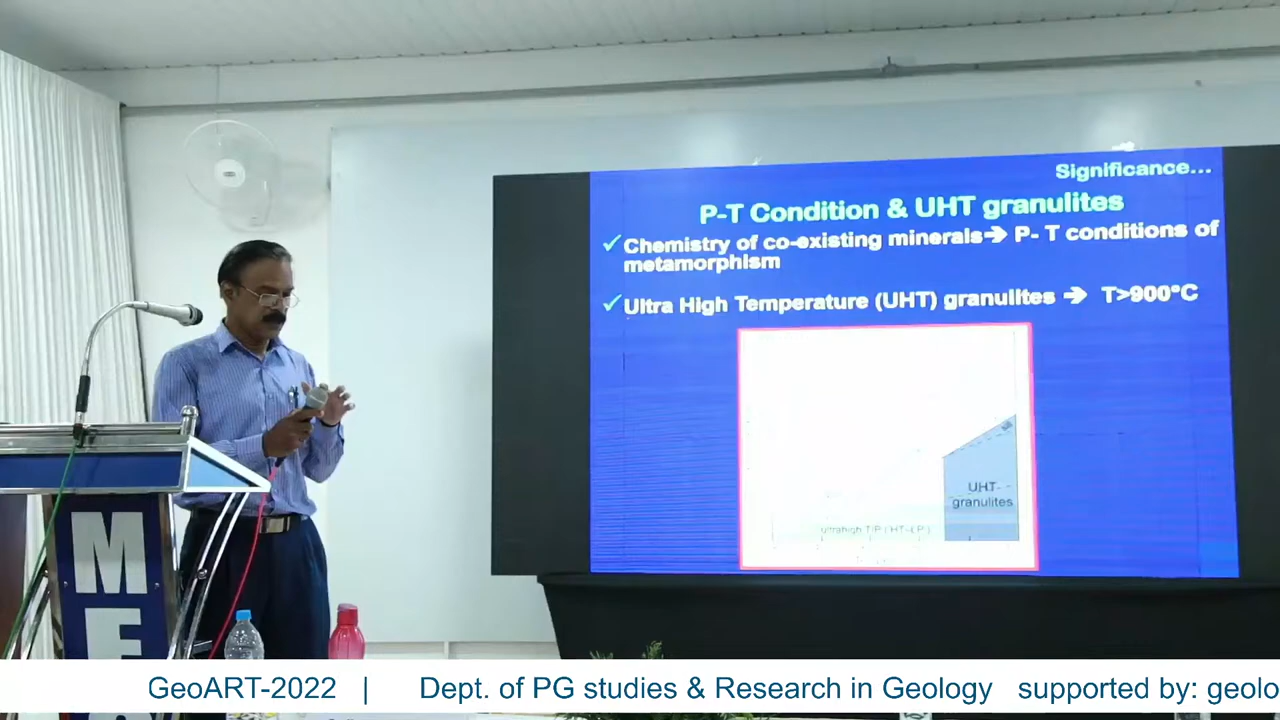 Significance...
P-T Condition & UHT granulites
✓ Chemistry of co-existing minerals➔ P- T conditions of
metamorphism
✓ Ultra High Temperature (UHT) granulites ➔ T>900°C
UHT-
granulites
ultrahigh T/P
M
E
GeoART-2022 | Dept. of PG studies & Research in Geology supported by: geolo